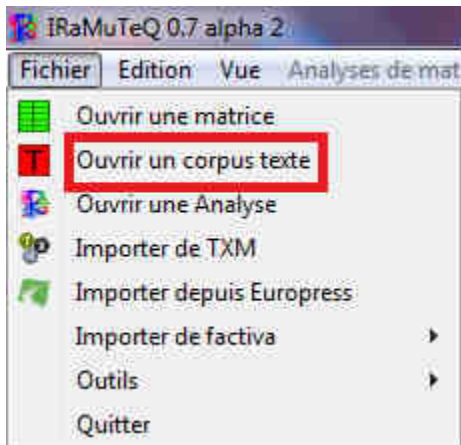 IRaMuTeQ 0.7 alpha 2
Fichier Edition Vue Analyses de mat
Ouvrir une matrice
T Ouvrir un corpus texte
Ouvrir une Analyse
Importer de TXM
Importer depuis Europress
Importer de factiva
Outils
Quitter